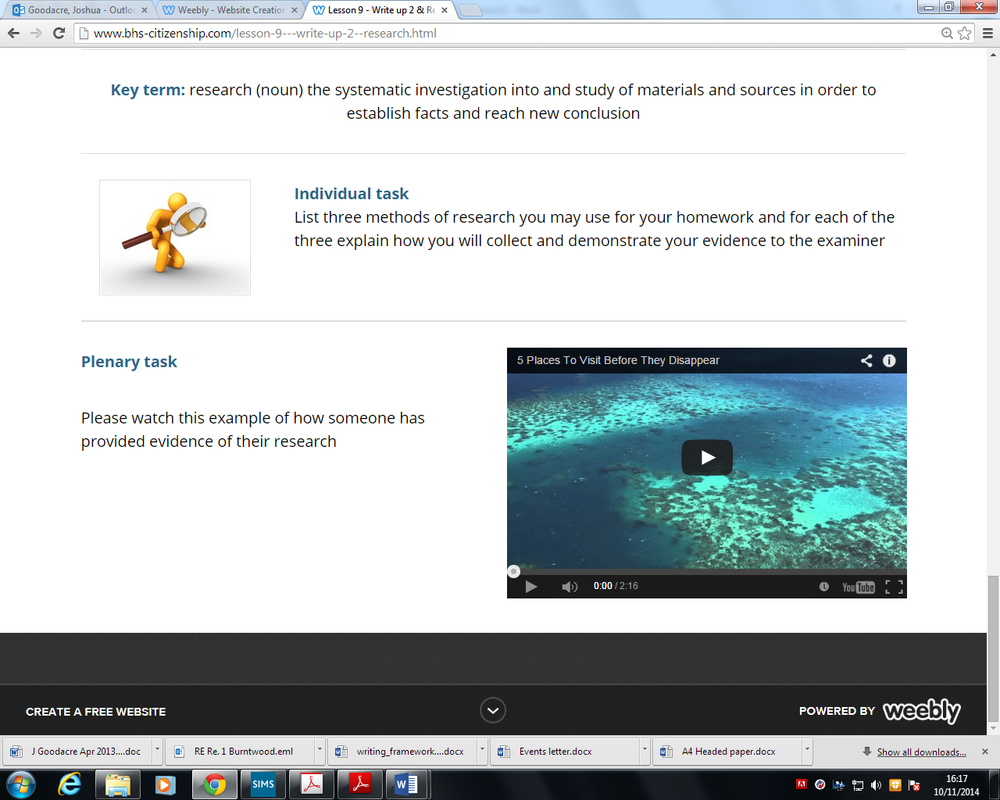 Goodacre, Joshua - Outlo
Weebly - Website Creation
Lesson 9 - Write up 2 & Re
www.bhs-citizenship.com/lesson-9---write-up-2--research.html
Key term: research (noun) the systematic investigation into and study of materials and sources in order to
establish facts and reach new conclusion
Individual task
List three methods of research you may use for your homework and for each of the
three explain how you will collect and demonstrate your evidence to the examiner
Plenary task
Please watch this example of how someone has
provided evidence of their research
5 Places To Visit Before They Disappear
0:00 / 2:16
YouTube
CREATE A FREE WEBSITE
POWERED BY weebly
J Goodacre Apr 2013....doc
RE Re. 1 Burntwood.eml
writing_framework....docx
Events letter.docx
A4 Headed paper.docx
Show all downloads...
SIMS
16:17
10/11/2014